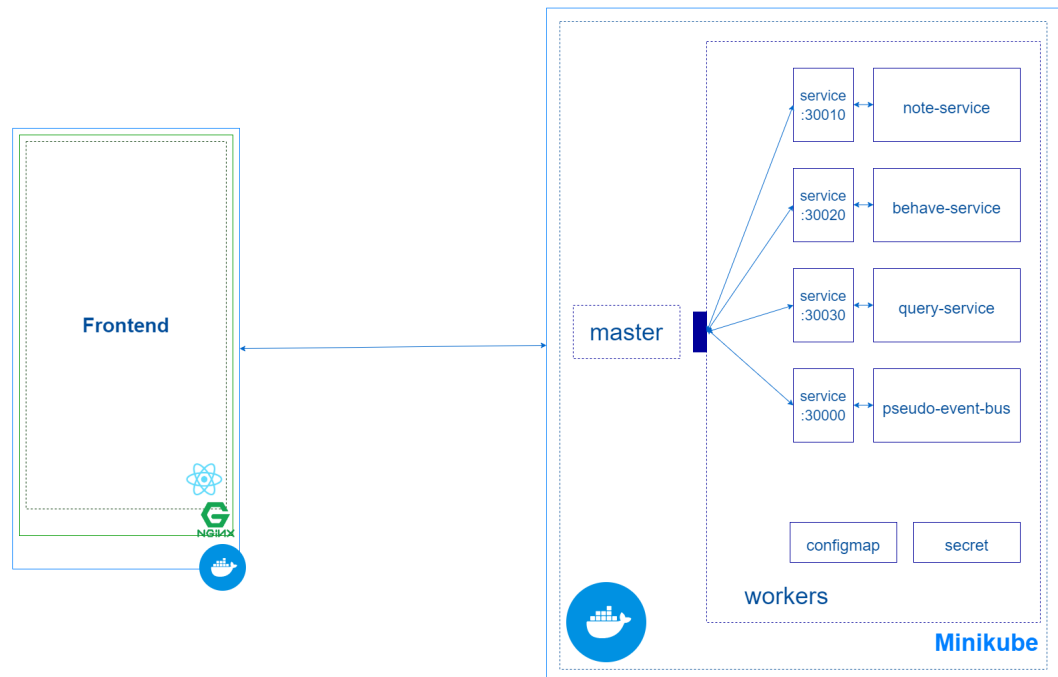 Frontend
NGINX
master
service
:30010
note-service
service
:30020
behave-service
service
:30030
query-service
service
:30000
pseudo-event-bus
configmap
secret
workers
Minikube